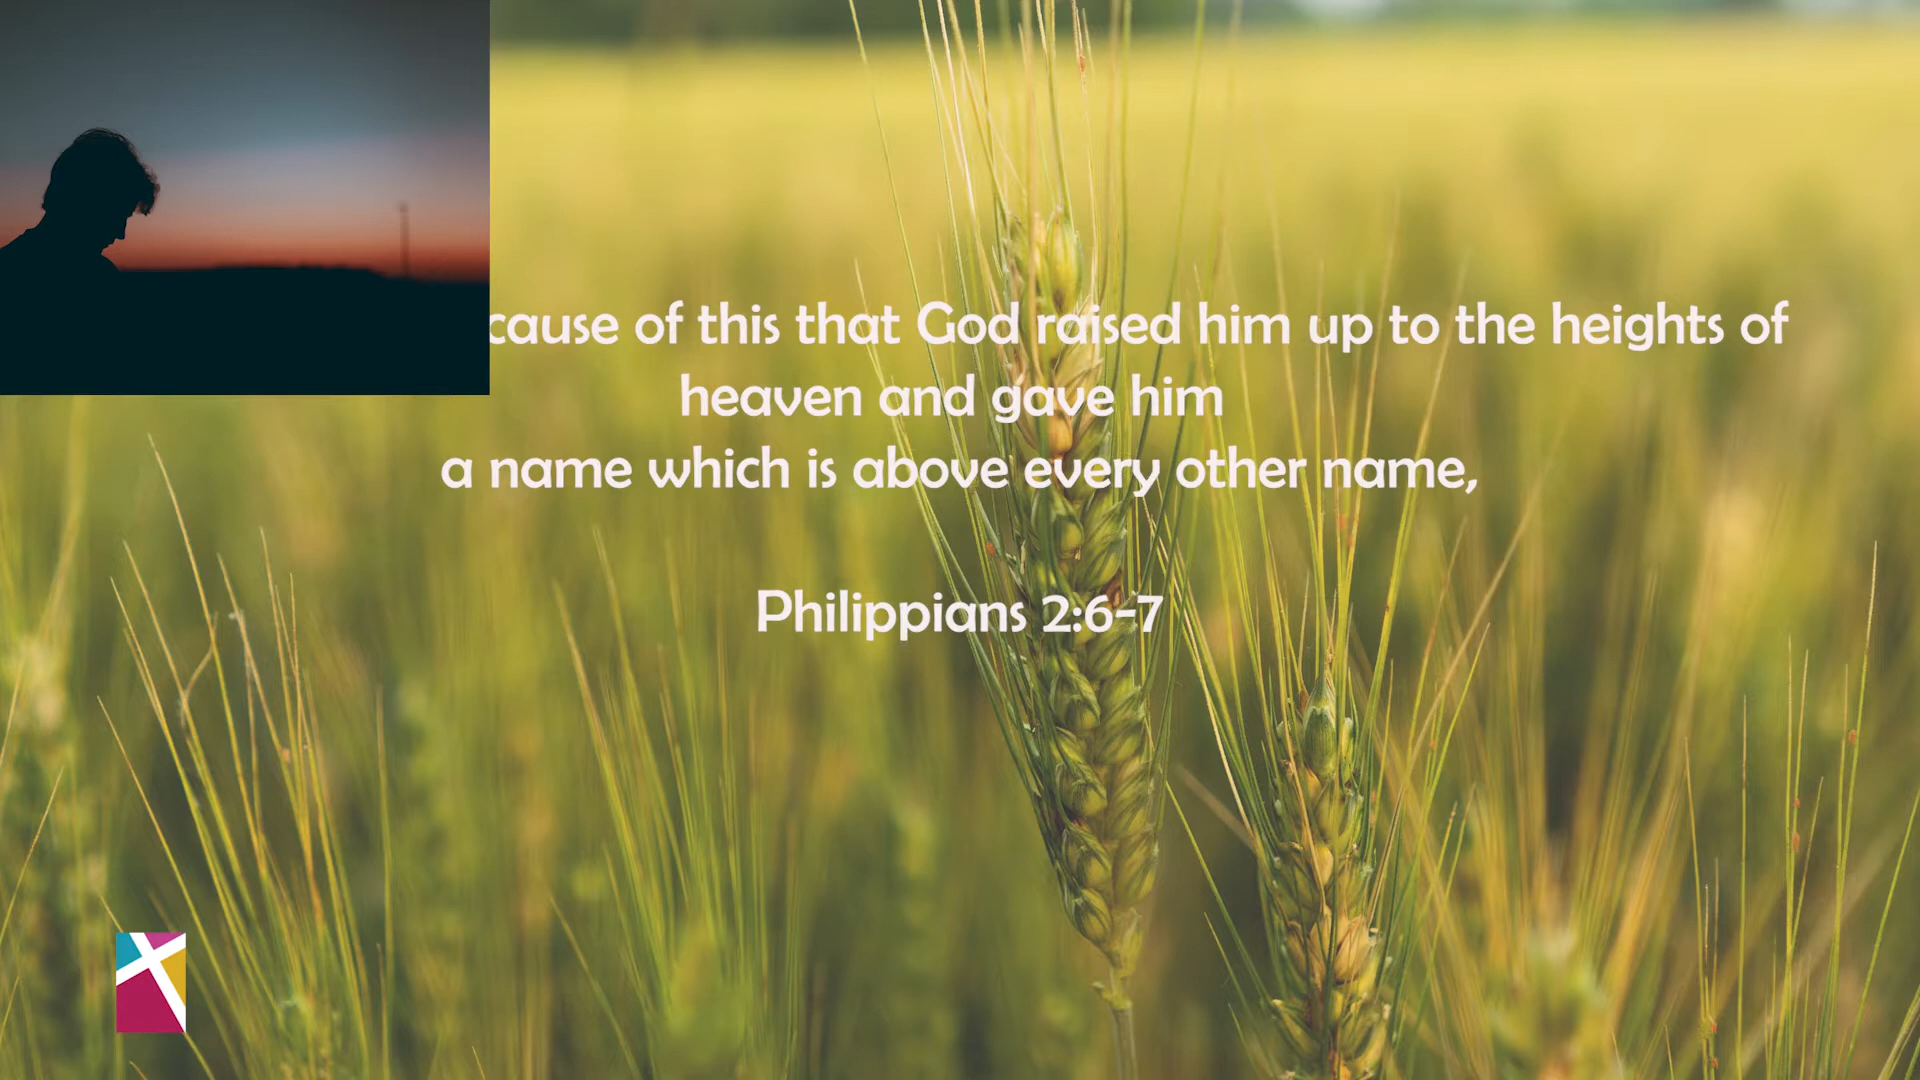 cause of this that God raised him up to the heights of
heaven and gave him
a name which is above every other name,
Philippians 2:6-7